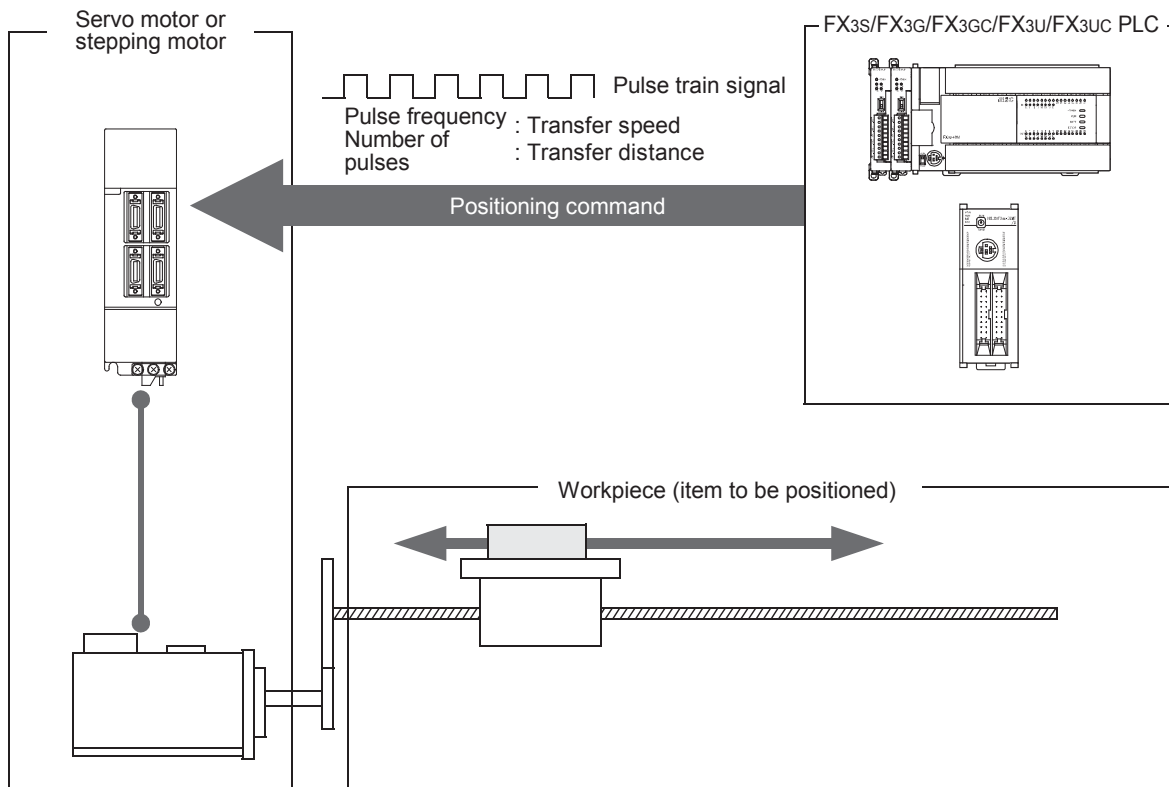 Servo motor or
stepping motor
FX3S/FX3G/FX3GC/FX3U/FX3UC PLC
Pulse train signal
Pulse frequency : Transfer speed
Number of
pulses : Transfer distance
Positioning command
Workpiece (item to be positioned)